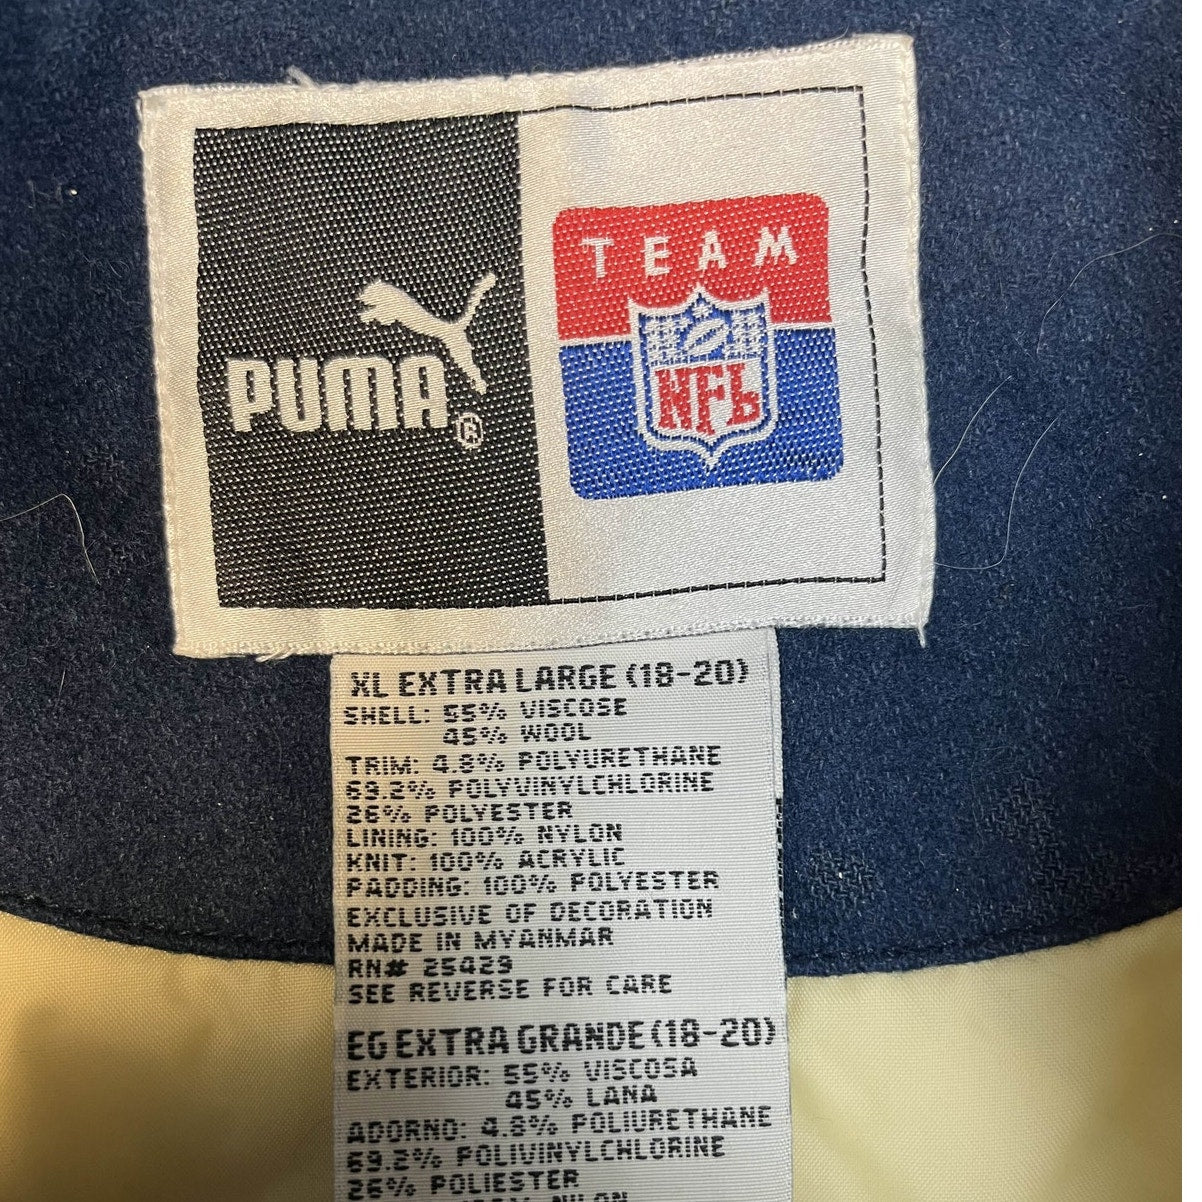 PUMA®
TEAM
NFL
XL EXTRA LARGE (18-20)
SHELL: 55% VISCOSE
45% WOOL
TRIM: 4.8% POLYURETHANE
69.2% POLYVINYLCHLORINE
26% POLYESTER
LINING: 100% NYLON
KNIT: 100% ACRYLIC
PADDING: 100% POLYESTER
EXCLUSIVE OF DECORATION
MADE IN MYANMAR
RN# 25429
SEE REVERSE FOR CARE
EG EXTRA GRANDE (18-20)
EXTERIOR: 55% VISCOSA
45% LANA
ADORNO: 4.8% POLIURETHANE
69.2% POLIVINYLCHLORINE
26% POLIESTER